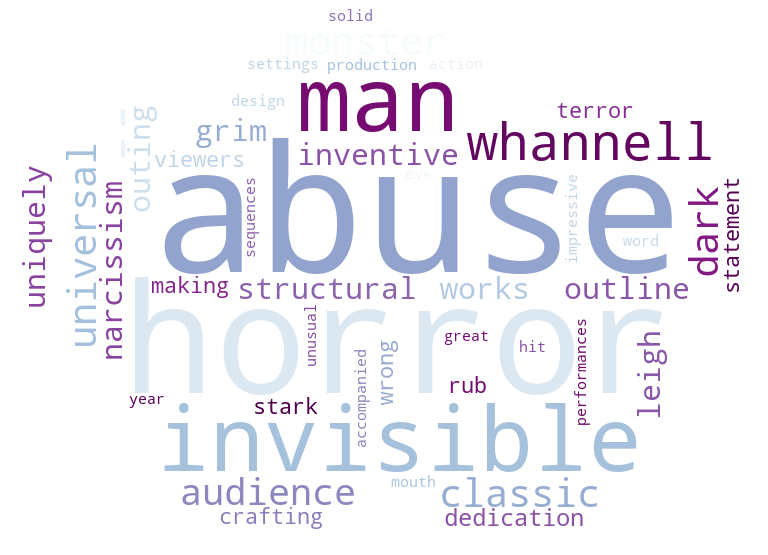 solid
monster
settings production action
man
design
terror
grim
whannell
outing
viewers
inventive
abuse
eye
uniquely
universal
narcissism
sequences
impressive
word
dark
statement
making
structural
works
outline
horror
unusual
great
hit
performances
leigh
accompanied
wrong
rub
year
stark
invisible
audience
mouth
classic
crafting
dedication